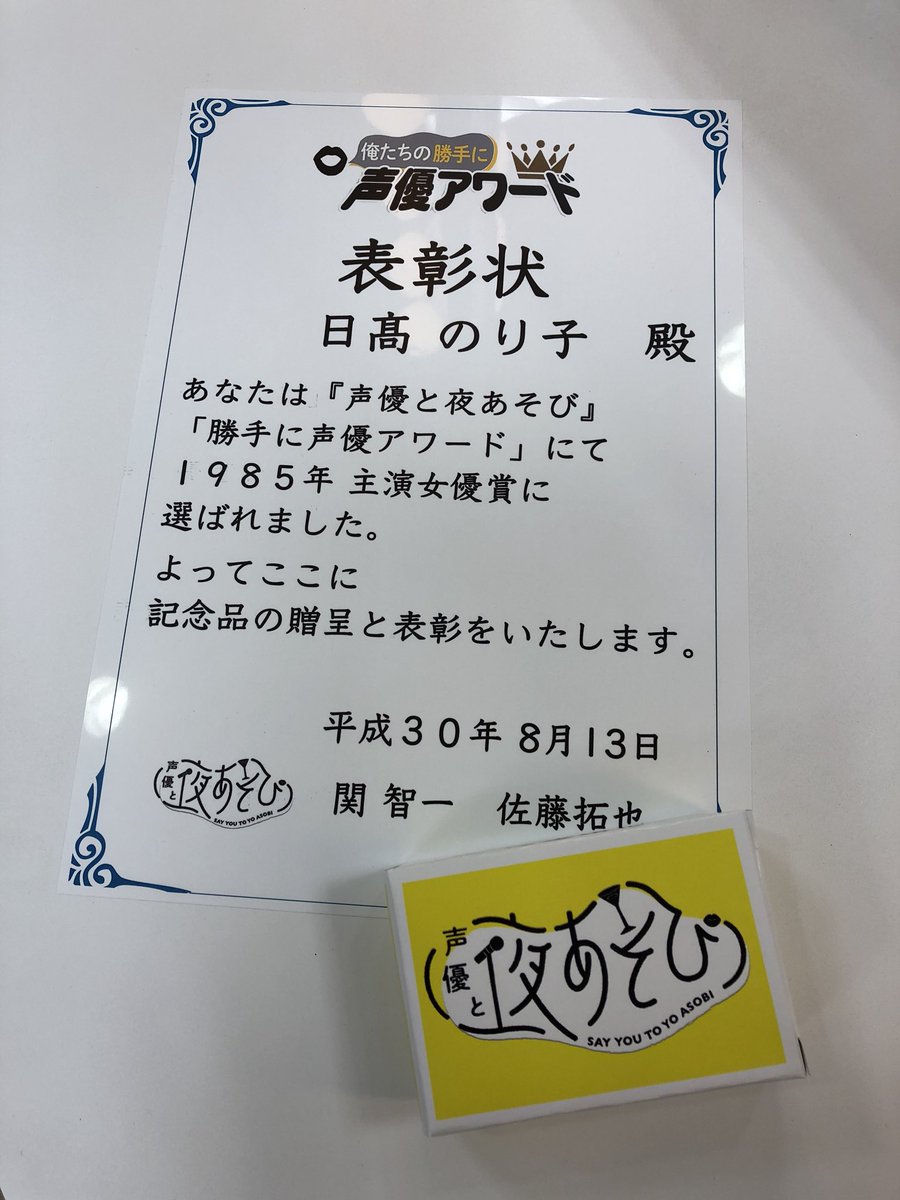 俺たちの勝手に
声優アワード
表彰状
日髙 のり子 殿
あなたは『声優と夜あそび』
「勝手に声優アワード」にて
1985年 主演女優賞に
選ばれました。
よってここに
記念品の贈呈と表彰をいたします。
平成30年 8月13日
関 智一 佐藤拓也
声優と夜あそび
SAY YOU TO YO ASOBI
声優と夜あそび
SAY YOU TO YO ASOBI